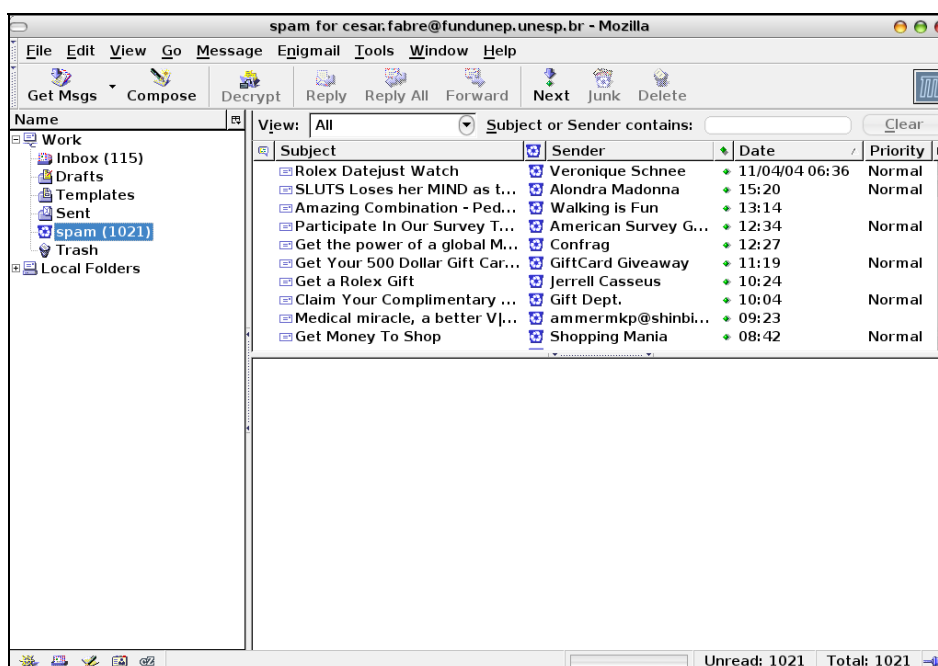 spam for cesar.fabre@fundunep.unesp.br - Mozilla
File Edit View Go Message Enigmail Tools Window Help
Get Msgs Compose Decrypt Reply Reply All Forward Next Junk Delete
Name
View: All Subject or Sender contains: Clear
Work
Inbox (115)
Drafts
Templates
Sent
spam (1021)
Trash
Local Folders
Subject Sender Date Priority
Rolex Datejust Watch Veronique Schnee 11/04/04 06:36 Normal
SLUTS Loses her MIND as t... Alondra Madonna 15:20 Normal
Amazing Combination - Ped... Walking is Fun 13:14
Participate In Our Survey T... American Survey G... 12:34 Normal
Get the power of a global M... Confrag 12:27
Get Your 500 Dollar Gift Car... GiftCard Giveaway 11:19 Normal
Get a Rolex Gift Jerrell Casseus 10:24
Claim Your Complimentary ... Gift Dept. 10:04 Normal
Medical miracle, a better V|... ammermkp@shinbi... 09:23
Get Money To Shop Shopping Mania 08:42 Normal
Unread: 1021 Total: 1021